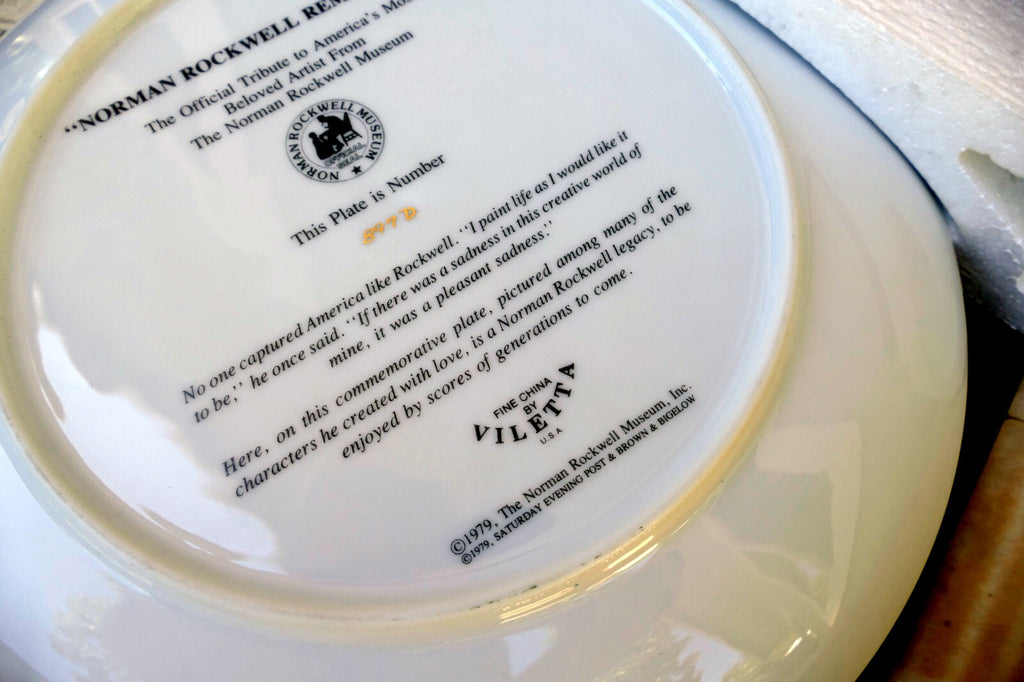 "NORMAN ROCKWELL REM
The Official Tribute to America's Mos
Beloved Artist From
The Norman Rockwell Museum
NORMAN ROCKWELL MUSEUM
OFFICIAL
SEAL
This Plate is Number
897D
No one captured America like Rockwell. "I paint life as I would like it
to be," he once said. "If there was a sadness in this creative world of
mine, it was a pleasant sadness."
Here, on this commemorative plate, pictured among many of the
characters he created with love, is a Norman Rockwell legacy, to be
enjoyed by scores of generations to come.
FINE CHINA
BY
VILETTA
U.S.A.
©1979, The Norman Rockwell Museum, Inc.
©1979, SATURDAY EVENING POST & BROWN & BIGELOW